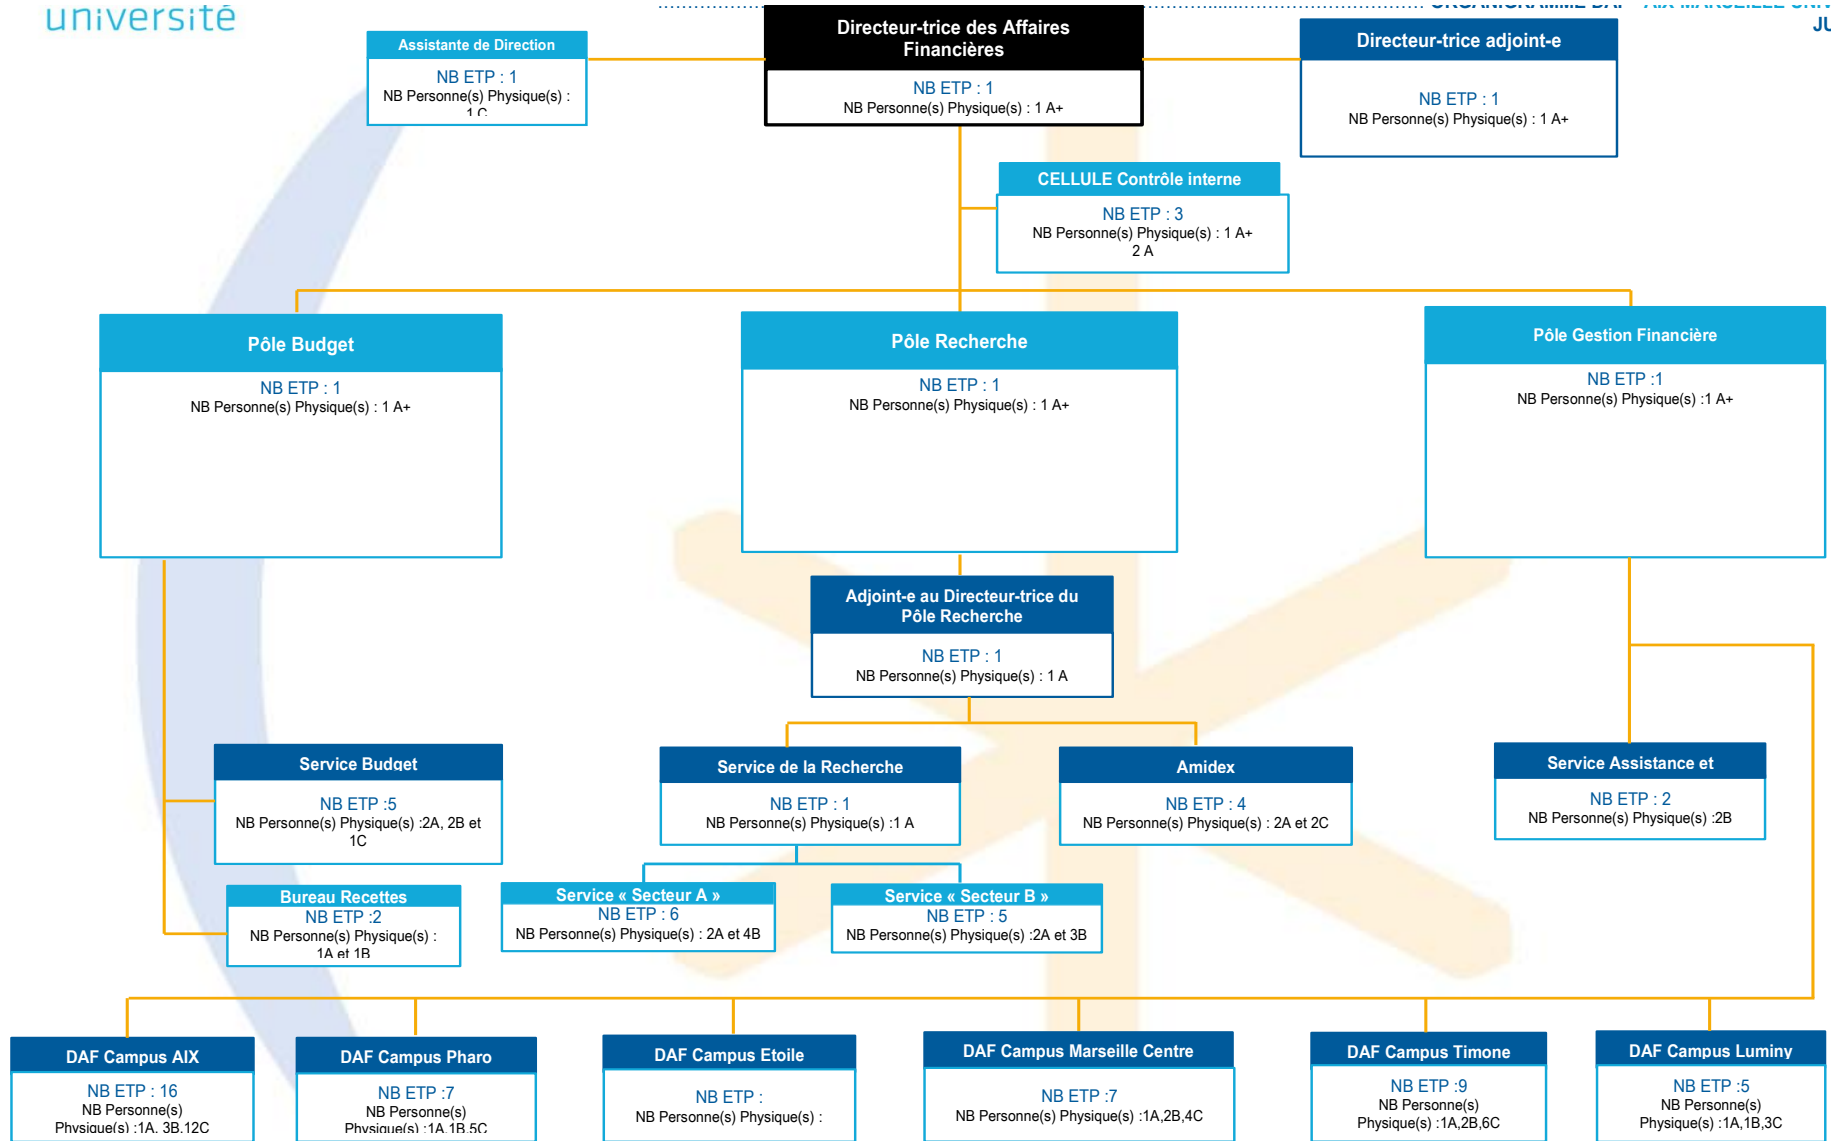 université
ORGANIGRAMME DAF
AIX MARSEILLE UNIV
JU
Assistante de Direction
NB ETP : 1
NB Personne(s) Physique(s) :
1 C
Directeur-trice des Affaires
Financières
NB ETP : 1
NB Personne(s) Physique(s) : 1 A+
Directeur-trice adjoint-e
NB ETP : 1
NB Personne(s) Physique(s) : 1 A+
CELLULE Contrôle interne
NB ETP : 3
NB Personne(s) Physique(s) : 1 A+
2 A
Pôle Budget
NB ETP : 1
NB Personne(s) Physique(s) : 1 A+
Pôle Recherche
NB ETP : 1
NB Personne(s) Physique(s) : 1 A+
Pôle Gestion Financière
NB ETP :1
NB Personne(s) Physique(s) :1 A+
Adjoint-e au Directeur-trice du
Pôle Recherche
NB ETP : 1
NB Personne(s) Physique(s) : 1 A
Service Budget
NB ETP :5
NB Personne(s) Physique(s) :2A, 2B et
1C
Service de la Recherche
NB ETP : 1
NB Personne(s) Physique(s) :1 A
Amidex
NB ETP : 4
NB Personne(s) Physique(s) : 2A et 2C
Service Assistance et
NB ETP : 2
NB Personne(s) Physique(s) :2B
Bureau Recettes
NB ETP :2
NB Personne(s) Physique(s) :
1A et 1B
Service « Secteur A »
NB ETP : 6
NB Personne(s) Physique(s) : 2A et 4B
Service « Secteur B »
NB ETP : 5
NB Personne(s) Physique(s) :2A et 3B
DAF Campus AIX
NB ETP : 16
NB Personne(s)
Physique(s) :1A, 3B,12C
DAF Campus Pharo
NB ETP :7
NB Personne(s)
Physique(s) :1A,1B,5C
DAF Campus Etoile
NB ETP :
NB Personne(s) Physique(s) :
DAF Campus Marseille Centre
NB ETP :7
NB Personne(s) Physique(s) :1A,2B,4C
DAF Campus Timone
NB ETP :9
NB Personne(s)
Physique(s) :1A,2B,6C
DAF Campus Luminy
NB ETP :5
NB Personne(s)
Physique(s) :1A,1B,3C